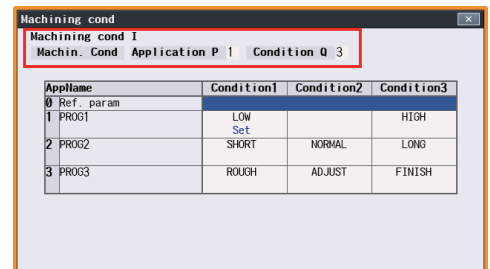 Machining cond
Machining cond I
Machin. Cond Application P 1 Condition Q 3
AppName Condition1 Condition2 Condition3
0 Ref. param
1 PROG1 LOW HIGH
Set
2 PROG2 SHORT NORMAL LONG
3 PROG3 ROUGH ADJUST FINISH